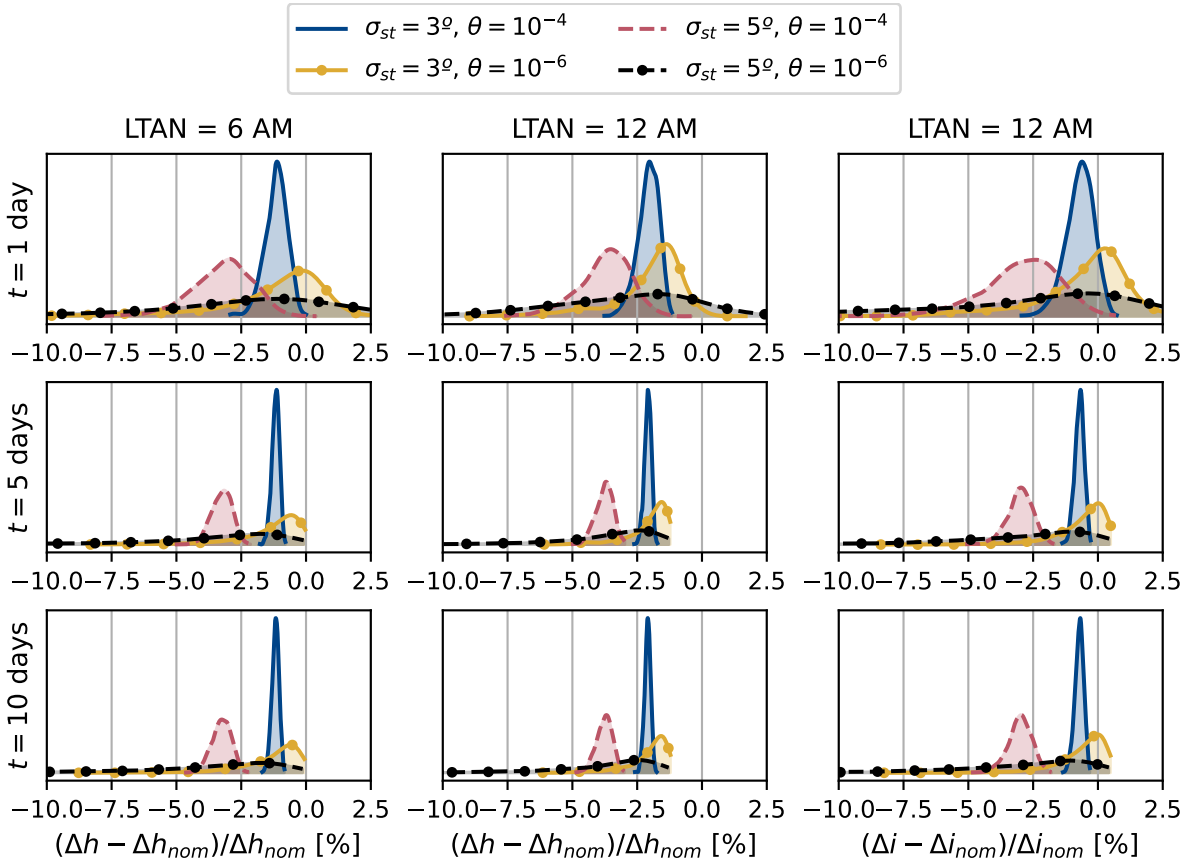 σst = 3º, θ = 10⁻⁴ σst = 5º, θ = 10⁻⁴
σst = 3º, θ = 10⁻⁶ σst = 5º, θ = 10⁻⁶
LTAN = 6 AM LTAN = 12 AM LTAN = 12 AM
t = 1 day
−10.0 −7.5 −5.0 −2.5 0.0 2.5 −10.0 −7.5 −5.0 −2.5 0.0 2.5 −10.0 −7.5 −5.0 −2.5 0.0 2.5
t = 5 days
−10.0 −7.5 −5.0 −2.5 0.0 2.5 −10.0 −7.5 −5.0 −2.5 0.0 2.5 −10.0 −7.5 −5.0 −2.5 0.0 2.5
t = 10 days
−10.0 −7.5 −5.0 −2.5 0.0 2.5 −10.0 −7.5 −5.0 −2.5 0.0 2.5 −10.0 −7.5 −5.0 −2.5 0.0 2.5
(Δh − Δhnom)/Δhnom [%] (Δh − Δhnom)/Δhnom [%] (Δi − Δinom)/Δinom [%]